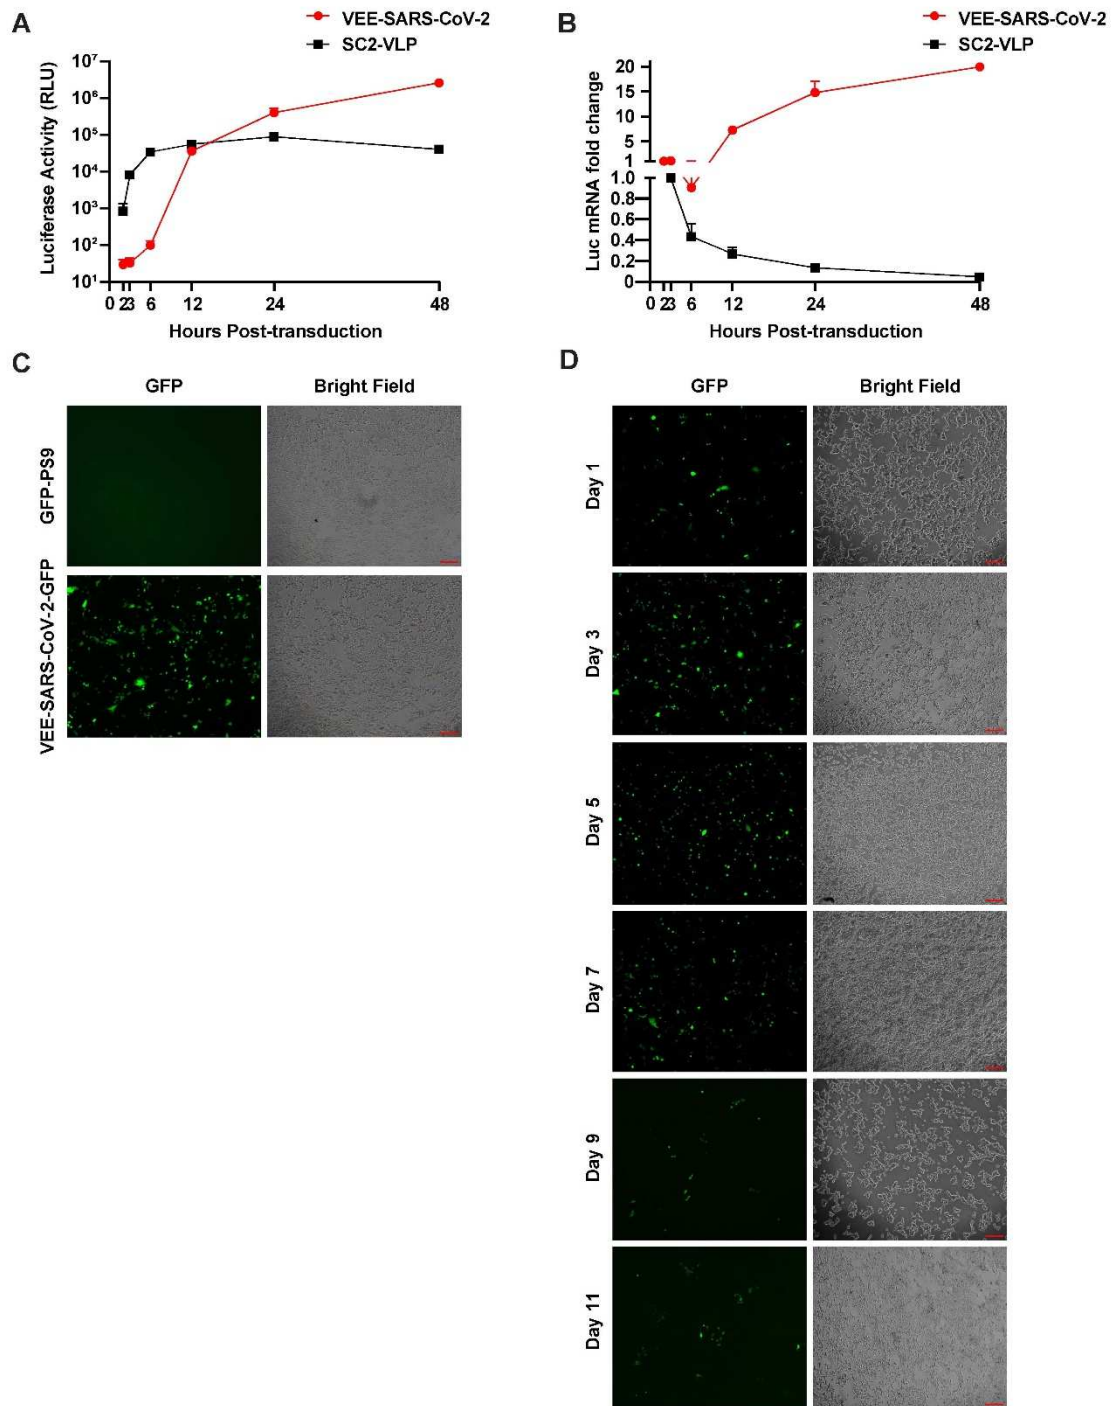 A
VEE-SARS-CoV-2
SC2-VLP
Luciferase Activity (RLU)
10⁷
10⁶
10⁵
10⁴
10³
10²
10¹
0 2 3 6 12 24 48
Hours Post-transduction
B
VEE-SARS-CoV-2
SC2-VLP
Luc mRNA fold change
20
15
10
5
1
1.0
0.8
0.6
0.4
0.2
0
0 2 3 6 12 24 48
Hours Post-transduction
C
GFP Bright Field
GFP-PS9
VEE-SARS-CoV-2-GFP
D
GFP Bright Field
Day 1
Day 3
Day 5
Day 7
Day 9
Day 11